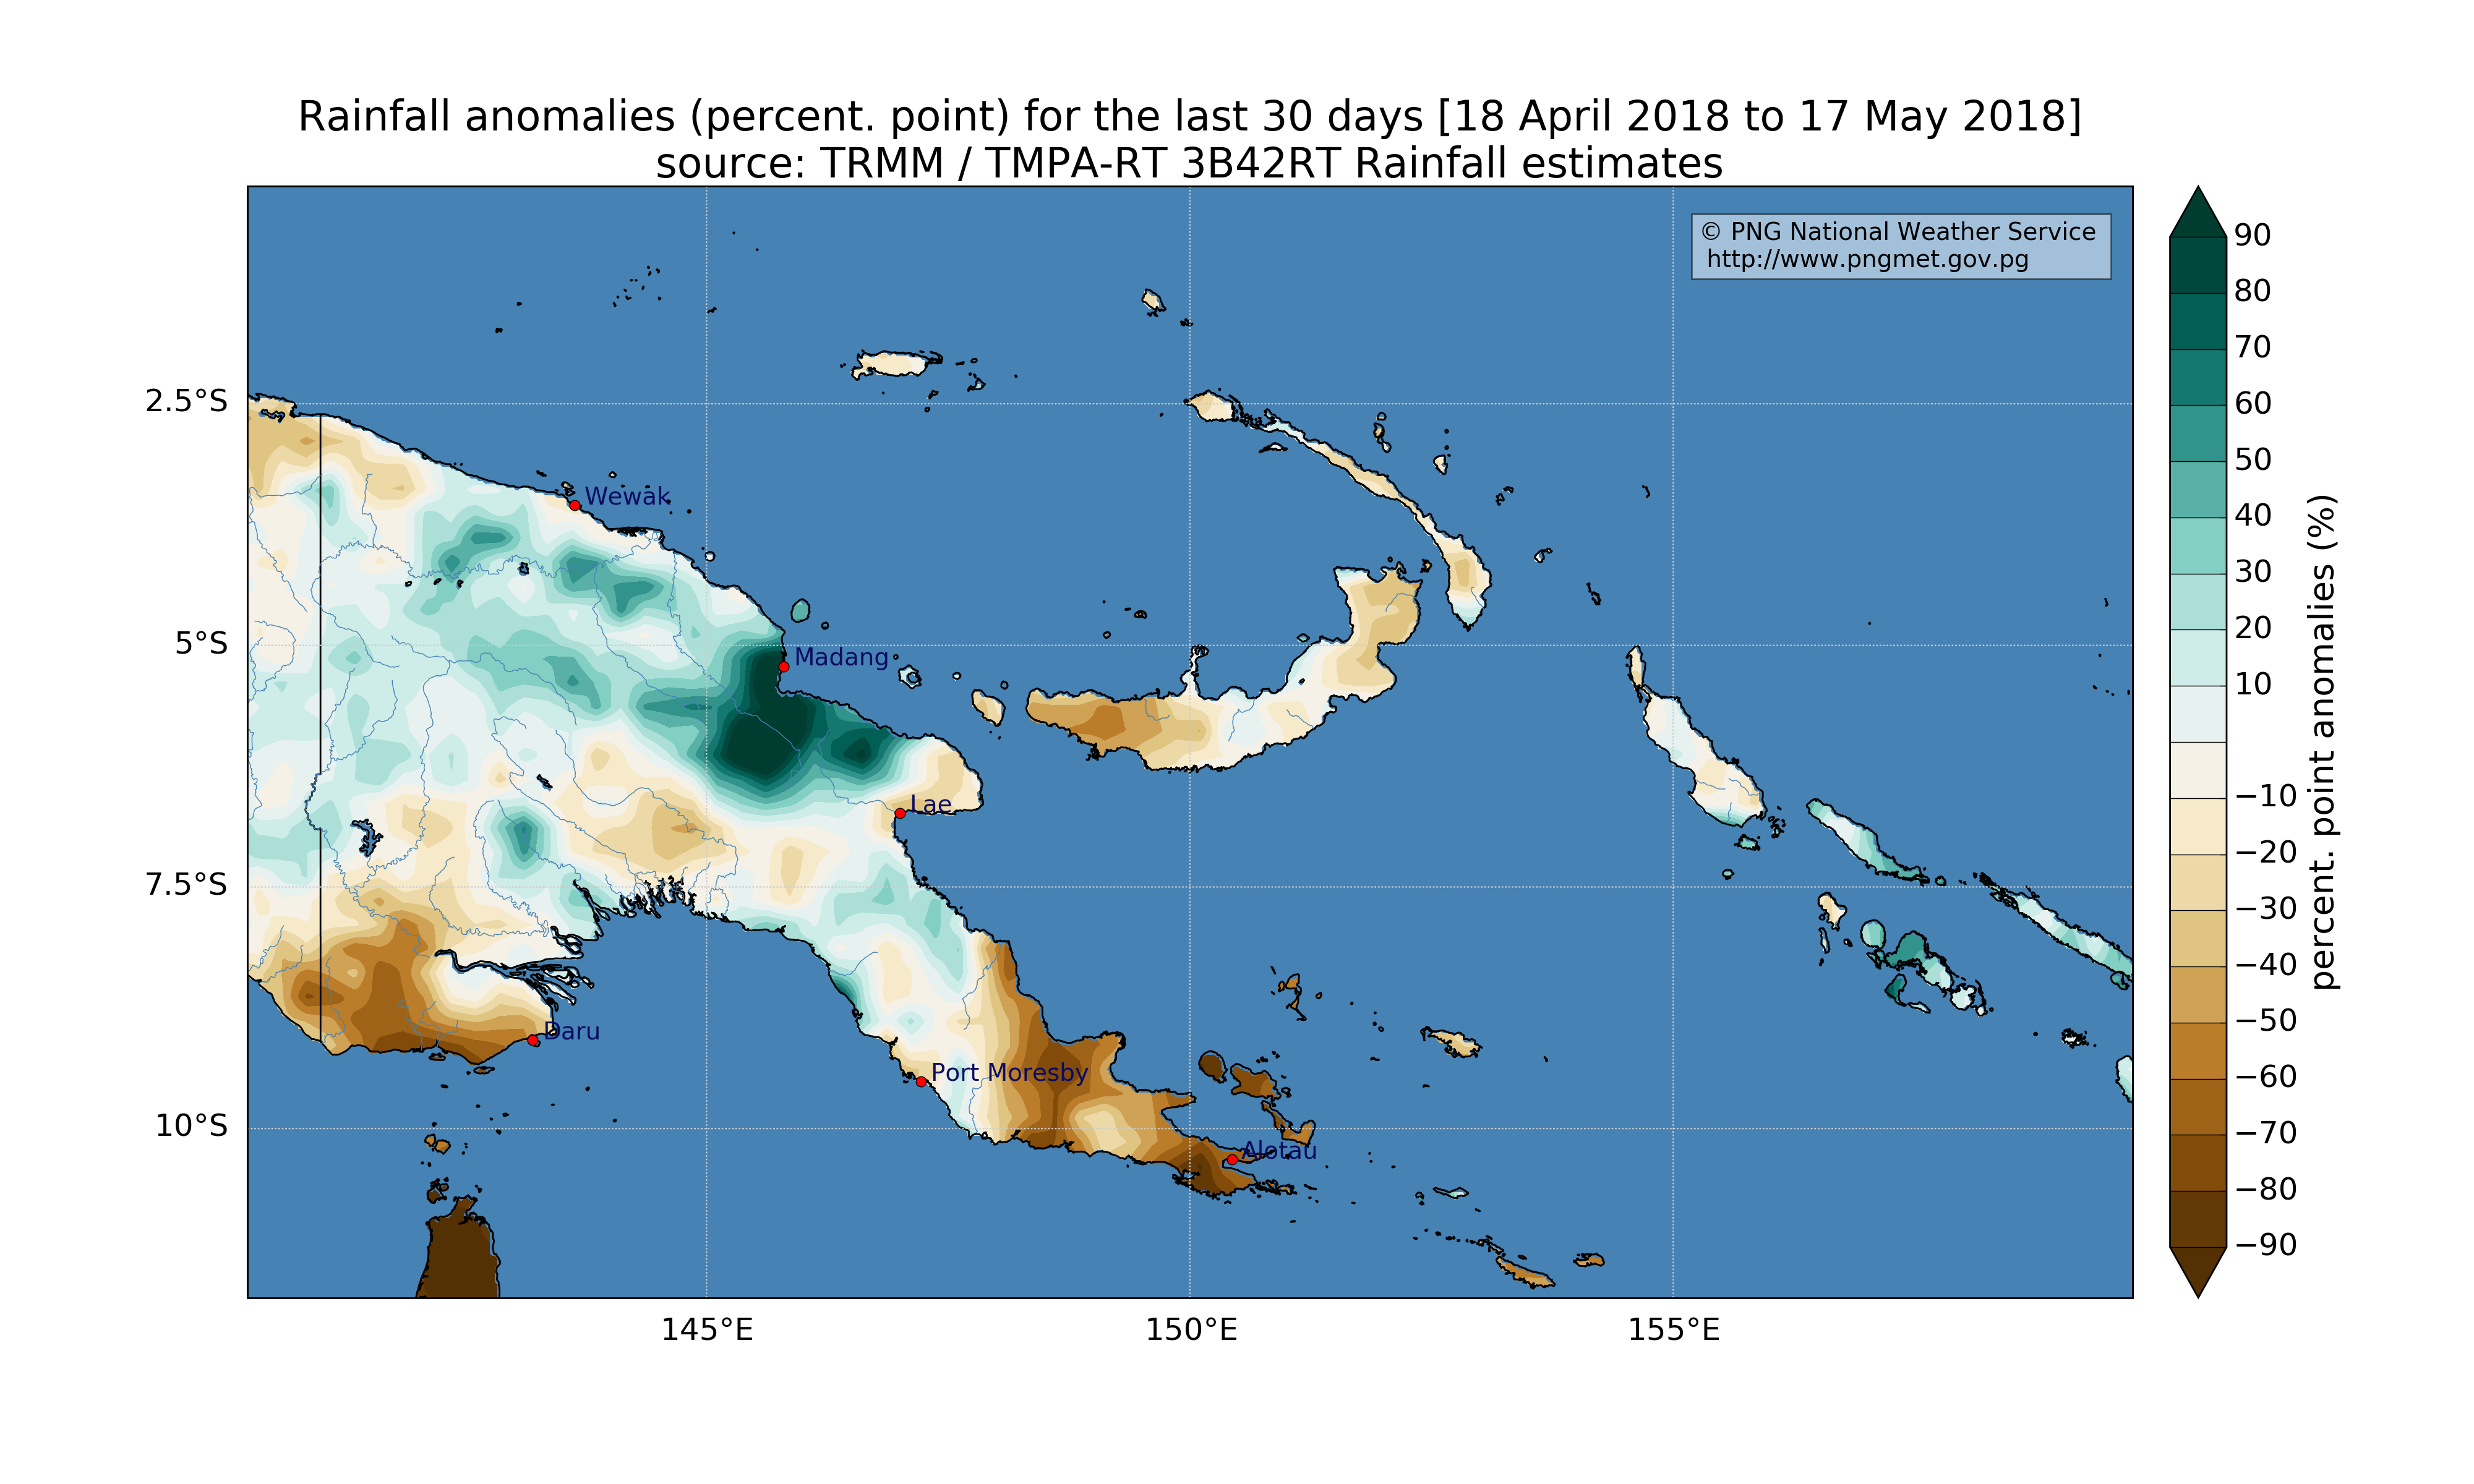 Rainfall anomalies (percent. point) for the last 30 days [18 April 2018 to 17 May 2018]
source: TRMM / TMPA-RT 3B42RT Rainfall estimates
© PNG National Weather Service
http://www.pngmet.gov.pg
2.5°S
5°S
7.5°S
10°S
Wewak
Madang
Lae
Daru
Port Moresby
Alotau
145°E
150°E
155°E
90
80
70
60
50
40
30
20
10
−10
−20
−30
−40
−50
−60
−70
−80
−90
percent. point anomalies (%)